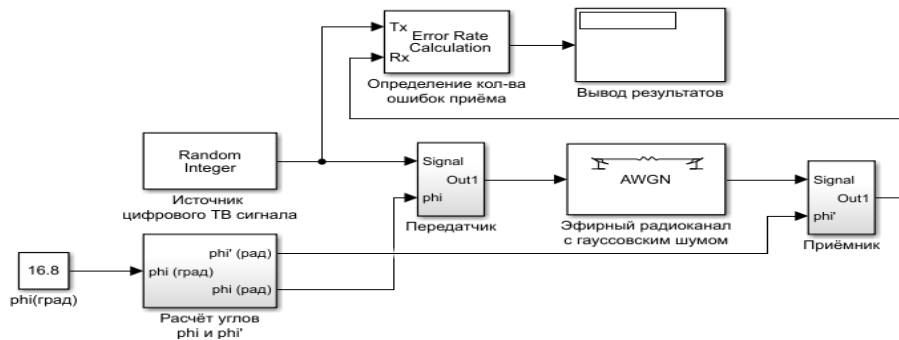 Tx
Error Rate
Calculation
Rx
Определение кол-ва
ошибок приёма
Вывод результатов
Random
Integer
Источник
цифрового ТВ сигнала
Signal
Out1
phi
Передатчик
AWGN
Эфирный радиоканал
с гауссовским шумом
Signal
Out1
phi'
Приёмник
16.8
phi(град)
phi' (рад)
phi (град)
phi (рад)
Расчёт углов
phi и phi'